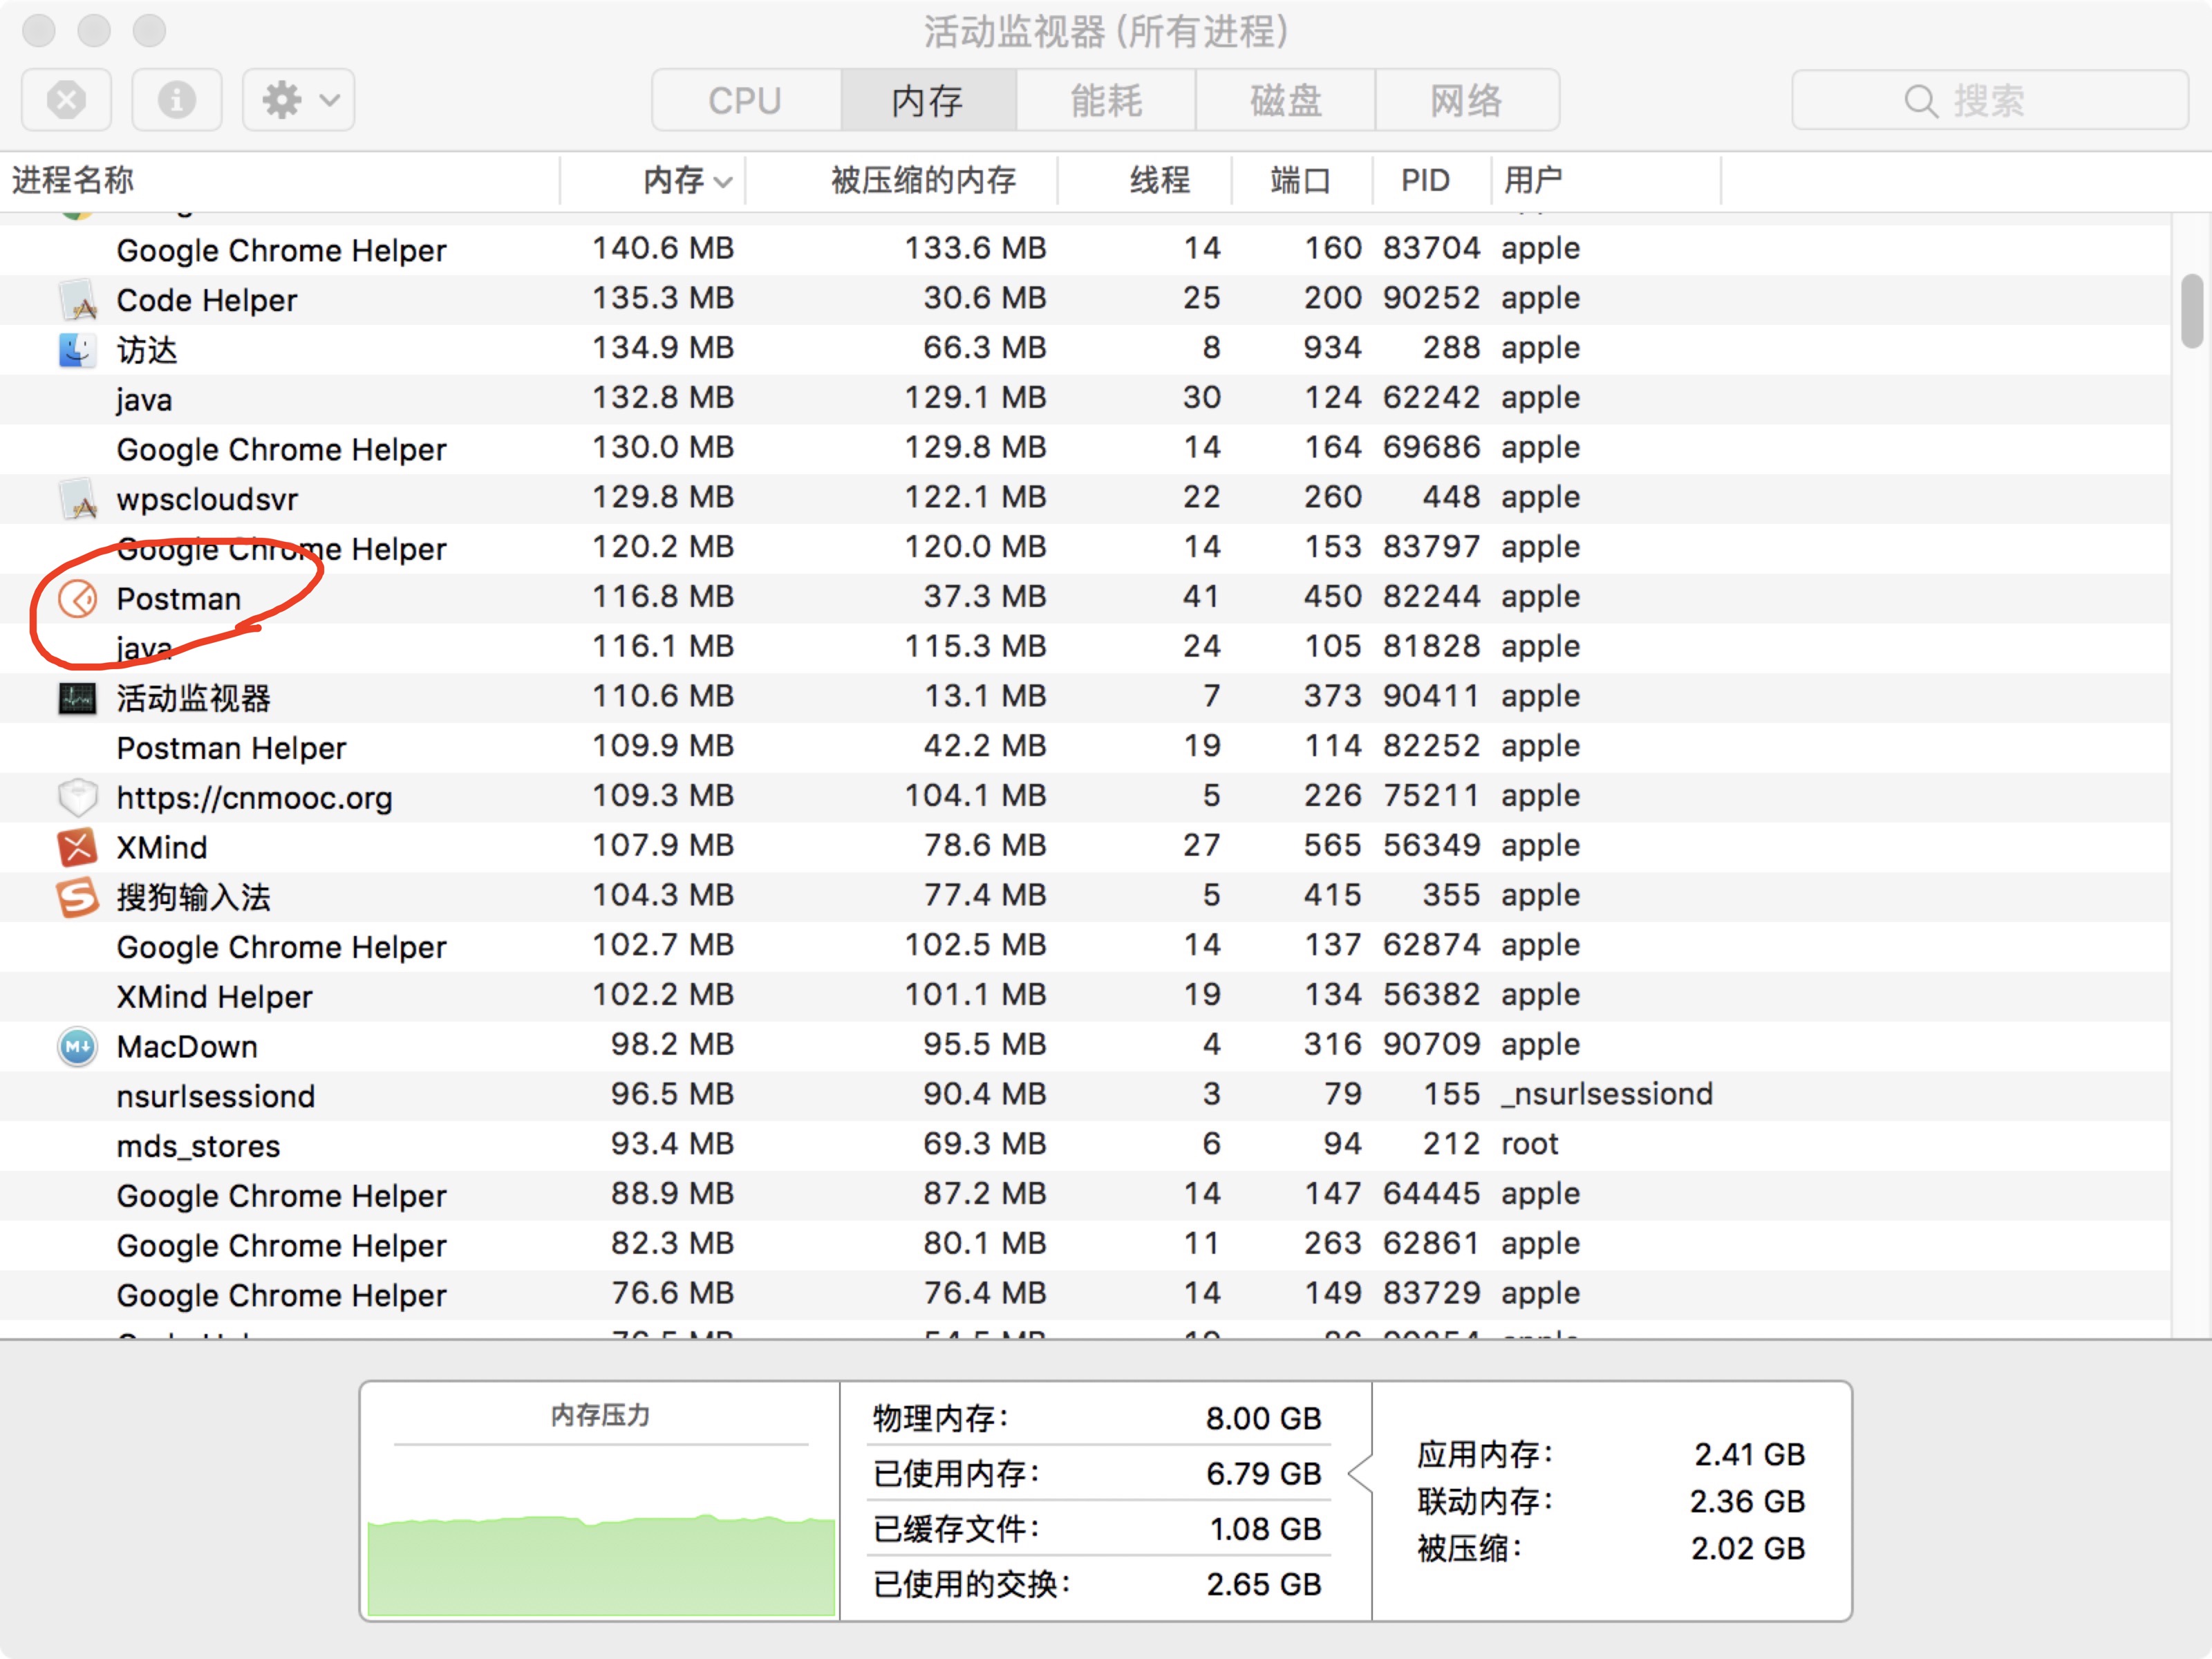 活动监视器 (所有进程)
CPU 内存 能耗 磁盘 网络 搜索
进程名称 内存 被压缩的内存 线程 端口 PID 用户
Google Chrome Helper 140.6 MB 133.6 MB 14 160 83704 apple
Code Helper 135.3 MB 30.6 MB 25 200 90252 apple
访达 134.9 MB 66.3 MB 8 934 288 apple
java 132.8 MB 129.1 MB 30 124 62242 apple
Google Chrome Helper 130.0 MB 129.8 MB 14 164 69686 apple
wpscloudsvr 129.8 MB 122.1 MB 22 260 448 apple
Google Chrome Helper 120.2 MB 120.0 MB 14 153 83797 apple
Postman 116.8 MB 37.3 MB 41 450 82244 apple
java 116.1 MB 115.3 MB 24 105 81828 apple
活动监视器 110.6 MB 13.1 MB 7 373 90411 apple
Postman Helper 109.9 MB 42.2 MB 19 114 82252 apple
https://cnmooc.org 109.3 MB 104.1 MB 5 226 75211 apple
XMind 107.9 MB 78.6 MB 27 565 56349 apple
搜狗输入法 104.3 MB 77.4 MB 5 415 355 apple
Google Chrome Helper 102.7 MB 102.5 MB 14 137 62874 apple
XMind Helper 102.2 MB 101.1 MB 19 134 56382 apple
MacDown 98.2 MB 95.5 MB 4 316 90709 apple
nsurlsessiond 96.5 MB 90.4 MB 3 79 155 _nsurlsessiond
mds_stores 93.4 MB 69.3 MB 6 94 212 root
Google Chrome Helper 88.9 MB 87.2 MB 14 147 64445 apple
Google Chrome Helper 82.3 MB 80.1 MB 11 263 62861 apple
Google Chrome Helper 76.6 MB 76.4 MB 14 149 83729 apple
内存压力
物理内存： 8.00 GB
已使用内存： 6.79 GB
已缓存文件： 1.08 GB
已使用的交换： 2.65 GB
应用内存： 2.41 GB
联动内存： 2.36 GB
被压缩： 2.02 GB